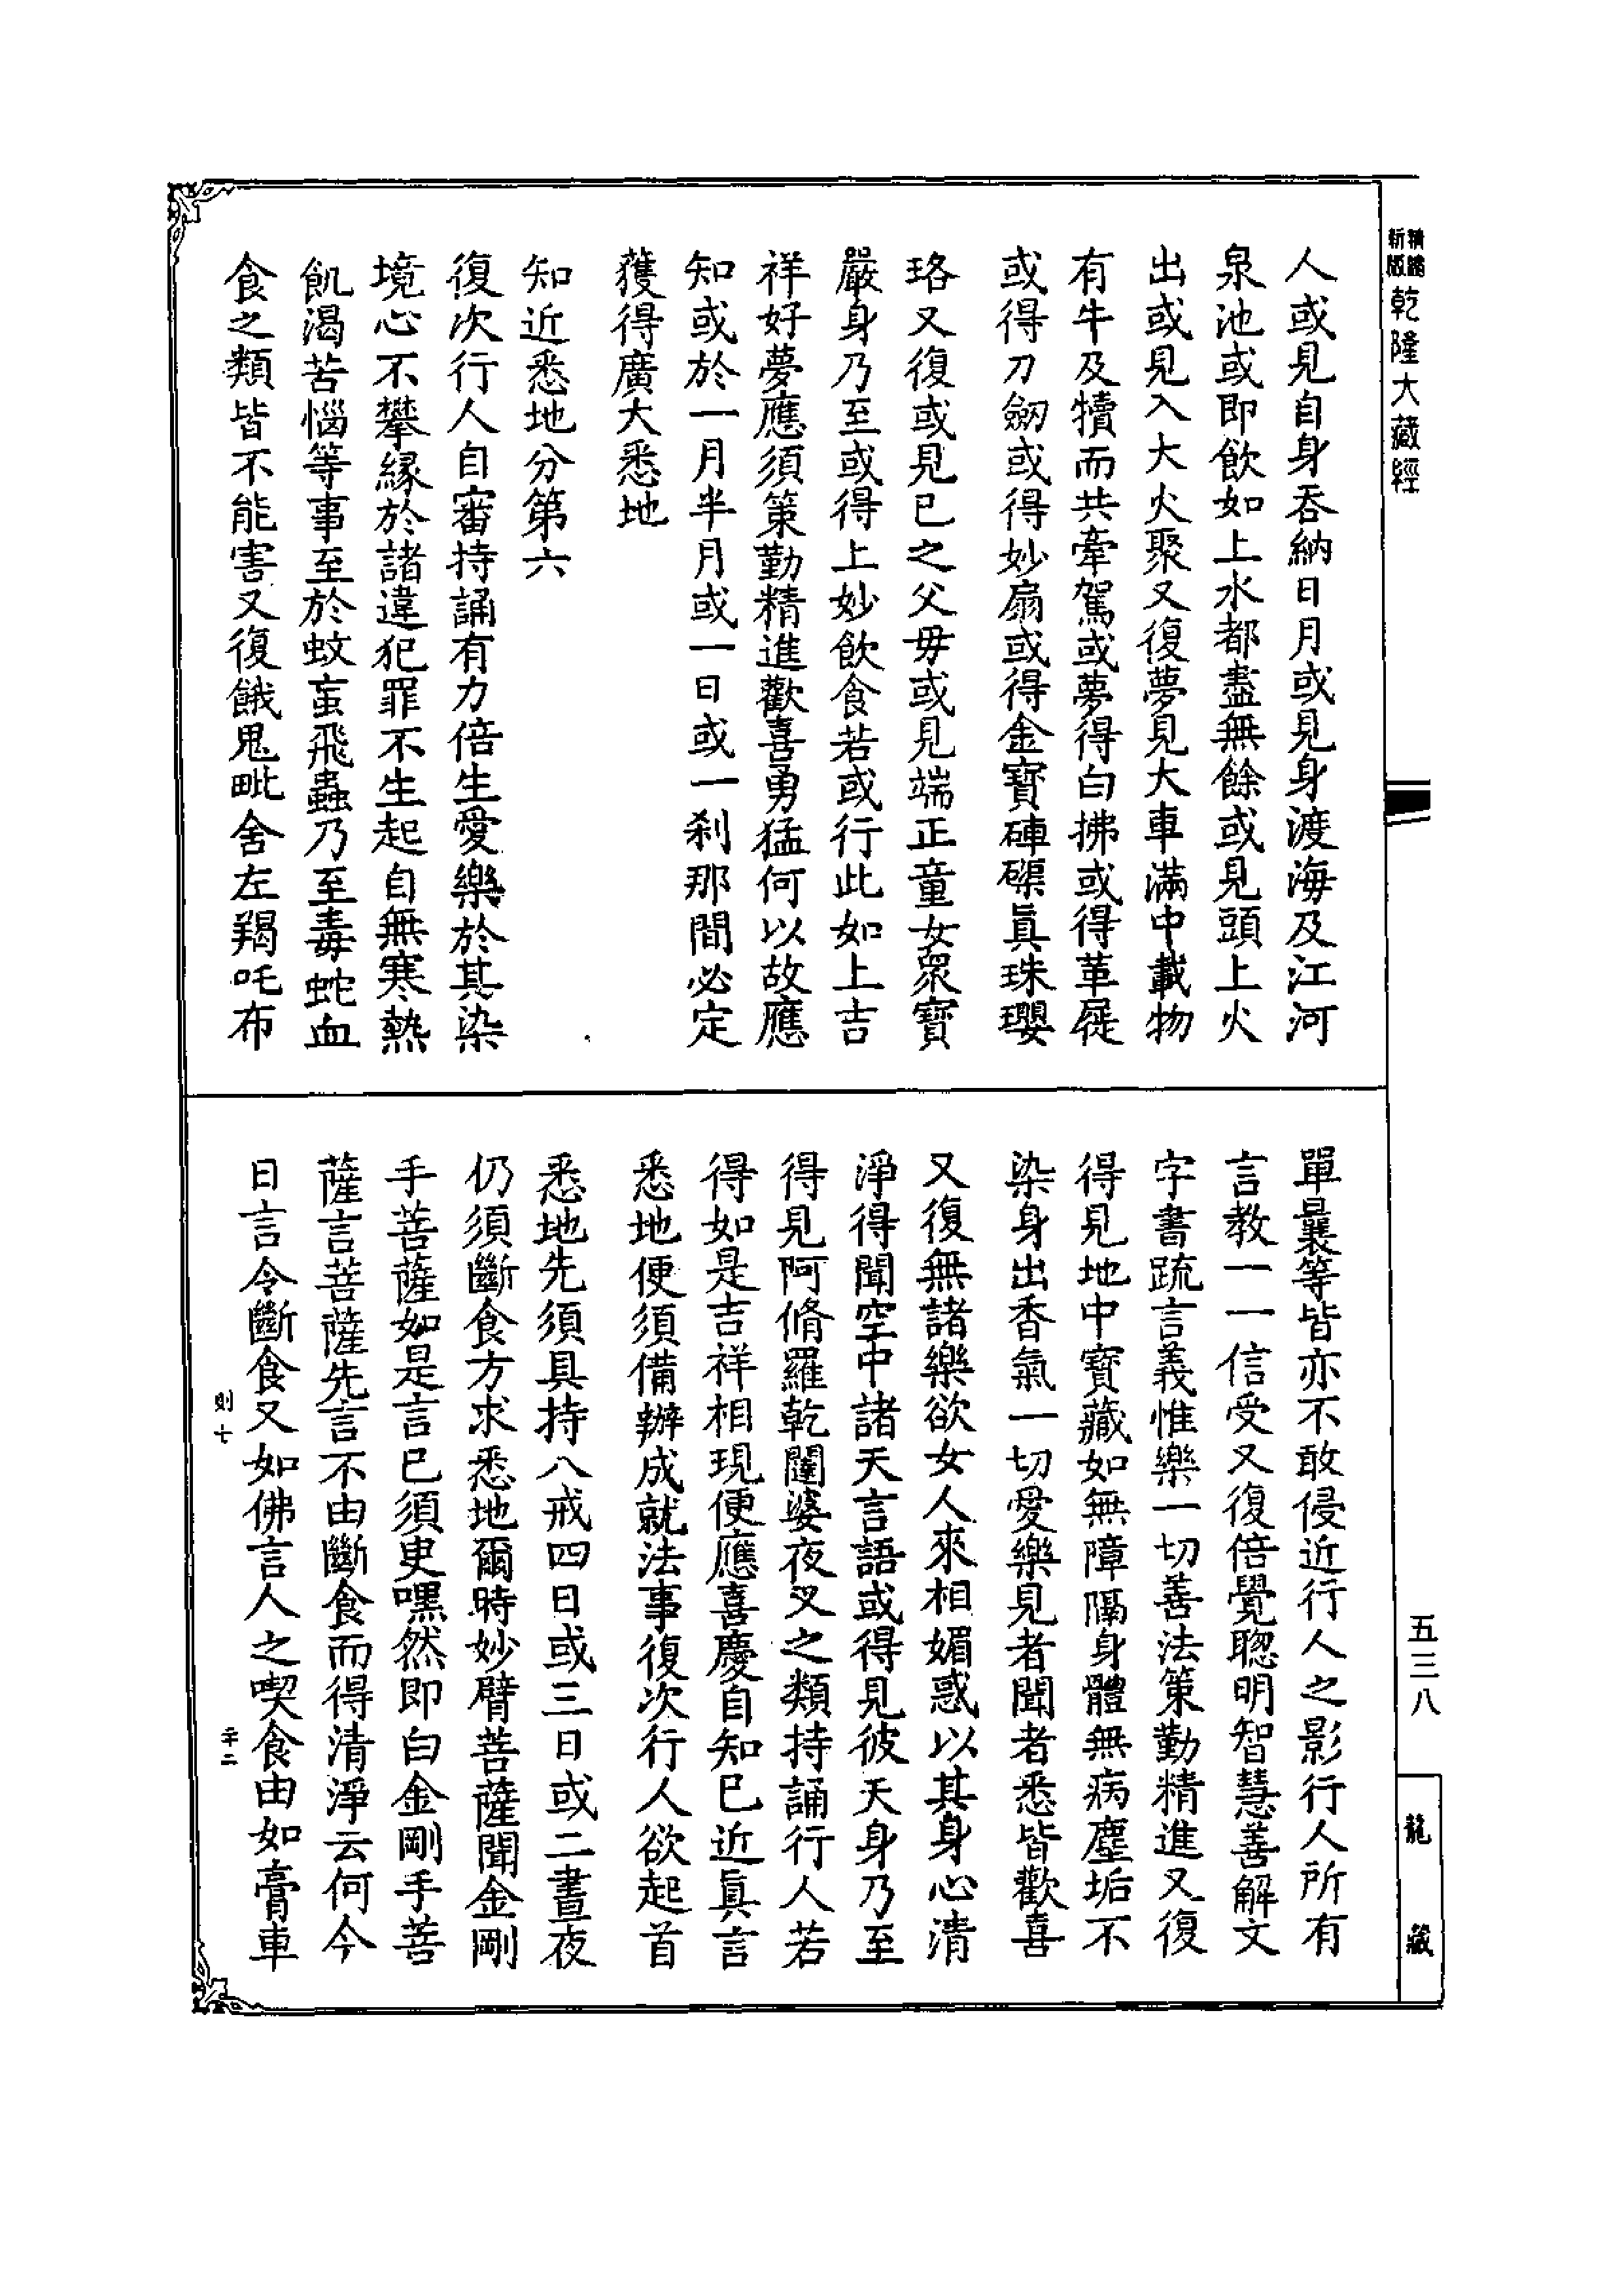 精鐫
新版
乾隆大藏經
人或見自身吞納日月或見身渡海及江河
泉池或即飲如上水都盡無餘或見頭上火
出或見入大火聚又復夢見大車滿中載物
有牛及犢而共牽駕或夢得白拂或得革屣
或得刀劒或得妙扇或得金寶硨磲眞珠瓔
珞又復或見已之父毋或見端正童女眾寶
嚴身乃至或得上妙飲食若或行此如上吉
祥好夢應須策勤精進歡喜勇猛何以故應
知或於一月半月或一日或一刹那間必定
獲得廣大悉地
知近悉地分第六
復次行人自審持誦有力倍生愛樂於其染
境心不攀緣於諸違犯罪不生起自無寒熱
飢渴苦惱等事至於蚊䖟飛蟲乃至毒蛇血
食之類皆不能害又復餓鬼毗舍左羯吒布
單曩等皆亦不敢侵近行人之影行人所有
言教一一信受又復倍覺聰明智慧善解文
字書疏言義惟樂一切善法策勤精進又復
得見地中寶藏如無障隔身體無病塵垢不
染身出香氣一切愛樂見者聞者悉皆歡喜
又復無諸樂欲女人來相媚惑以其身心清
淨得聞空中諸天言語或得見彼天身乃至
得見阿脩羅乾闥婆夜叉之類持誦行人若
得如是吉祥相現便應喜慶自知已近眞言
悉地便須備辦成就法事復次行人欲起首
悉地先須具持八戒四日或三日或二晝夜
仍須斷食方求悉地爾時妙臂菩薩聞金剛
手菩薩如是言已須㬰嘿然即白金剛手菩
薩言菩薩先言不由斷食而得清淨云何今
日言令斷食又如佛言人之喫食由如膏車
則七
二十二
五三八
龍藏